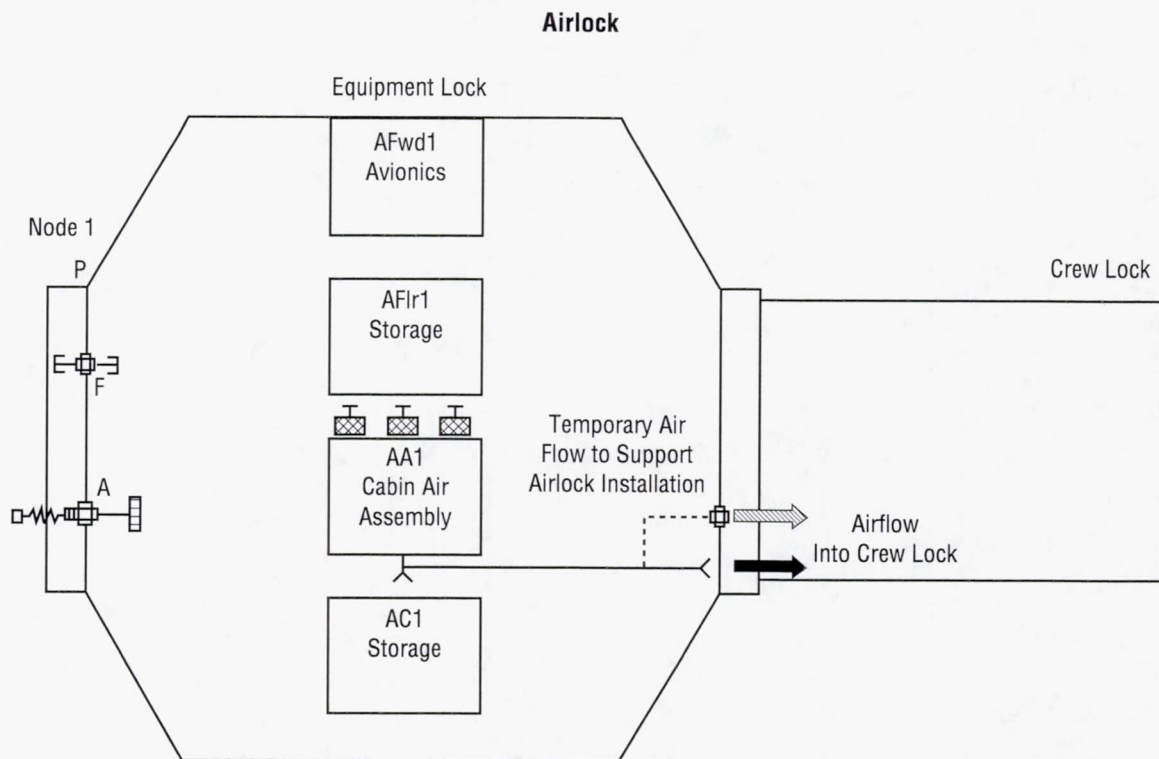 Airlock
Equipment Lock
AFwd1
Avionics
Node 1
P
Crew Lock
AFlr1
Storage
F
Temporary Air
Flow to Support
Airlock Installation
AA1
Cabin Air
Assembly
A
Airflow
Into Crew Lock
AC1
Storage